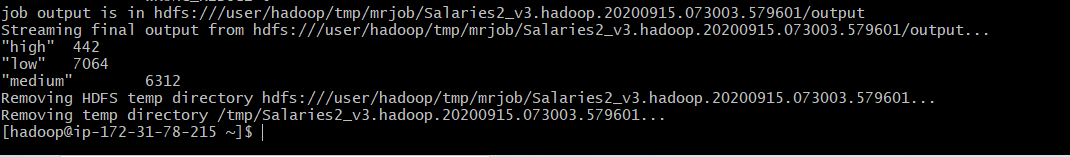 job output is in hdfs:///user/hadoop/tmp/mrjob/Salaries2_v3.hadoop.20200915.073003.579601/output
Streaming final output from hdfs:///user/hadoop/tmp/mrjob/Salaries2_v3.hadoop.20200915.073003.579601/output...
"high"	442
"low"	7064
"medium"	6312
Removing HDFS temp directory hdfs:///user/hadoop/tmp/mrjob/Salaries2_v3.hadoop.20200915.073003.579601...
Removing temp directory /tmp/Salaries2_v3.hadoop.20200915.073003.579601...
[hadoop@ip-172-31-78-215 ~]$